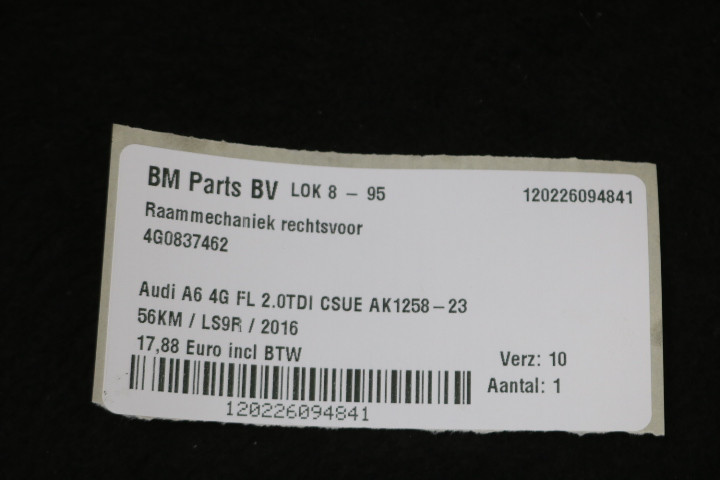 BM Parts BV LOK 8 - 95 120226094841
Raammechaniek rechtsvoor
4G0837462
Audi A6 4G FL 2.0TDI CSUE AK1258-23
56KM / LS9R / 2016
17,88 Euro incl BTW Verz: 10
Aantal: 1
120226094841